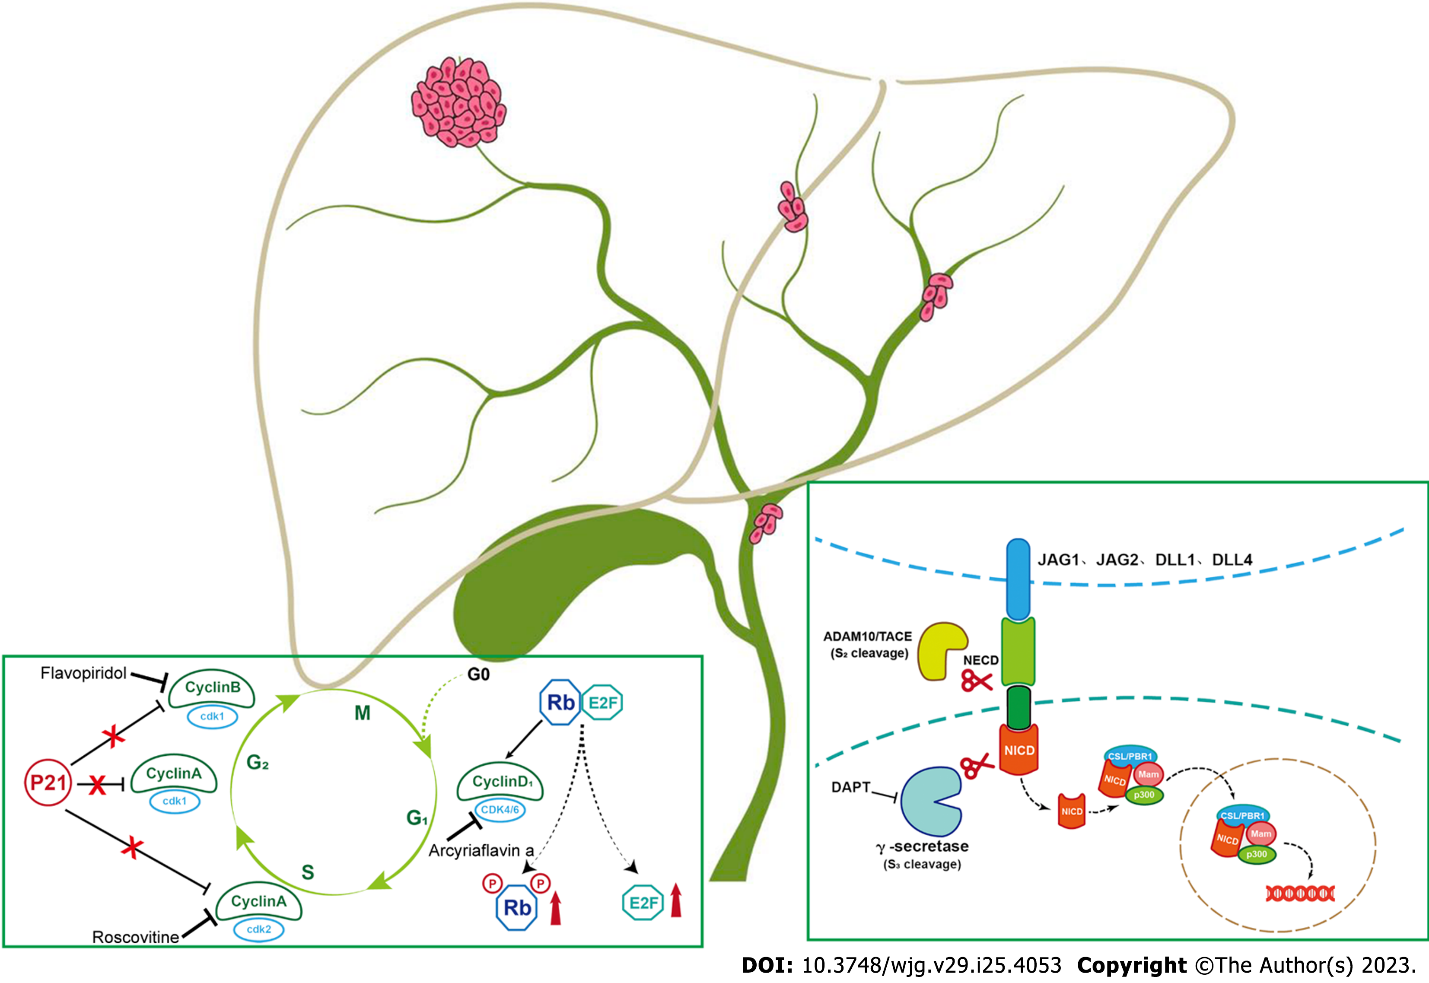 Flavopiridol
CyclinB
cdk1
P21
CyclinA
cdk1
CyclinA
cdk2
Roscovitine
G₂
M
G₁
S
G0
Rb
E2F
CyclinD₁
CDK4/6
Arcyriaflavin a
P
P
Rb
E2F
JAG1、JAG2、DLL1、DLL4
ADAM10/TACE
(S₂ cleavage)
NECD
NICD
DAPT
γ-secretase
(S₃ cleavage)
NICD
CSL/PBR1
NICD
Mam
p300
CSL/PBR1
NICD
Mam
p300
DOI: 10.3748/wjg.v29.i25.4053 Copyright ©The Author(s) 2023.